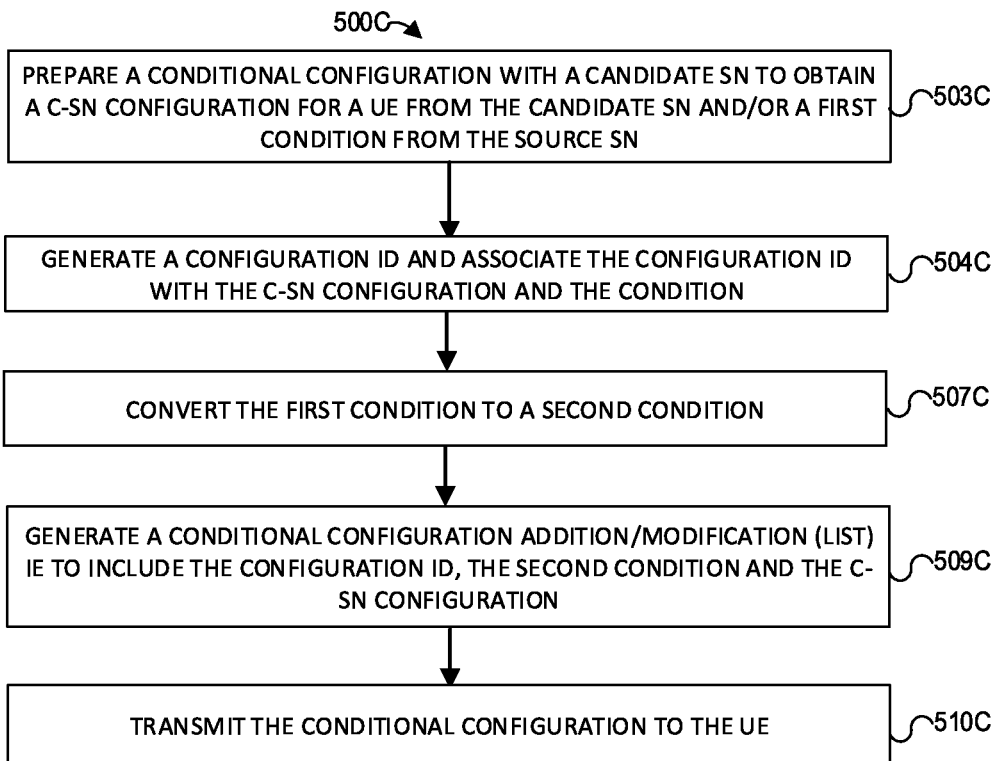 500C
PREPARE A CONDITIONAL CONFIGURATION WITH A CANDIDATE SN TO OBTAIN
A C-SN CONFIGURATION FOR A UE FROM THE CANDIDATE SN AND/OR A FIRST
CONDITION FROM THE SOURCE SN
503C
GENERATE A CONFIGURATION ID AND ASSOCIATE THE CONFIGURATION ID
WITH THE C-SN CONFIGURATION AND THE CONDITION
504C
CONVERT THE FIRST CONDITION TO A SECOND CONDITION
507C
GENERATE A CONDITIONAL CONFIGURATION ADDITION/MODIFICATION (LIST)
IE TO INCLUDE THE CONFIGURATION ID, THE SECOND CONDITION AND THE C-
SN CONFIGURATION
509C
TRANSMIT THE CONDITIONAL CONFIGURATION TO THE UE
510C